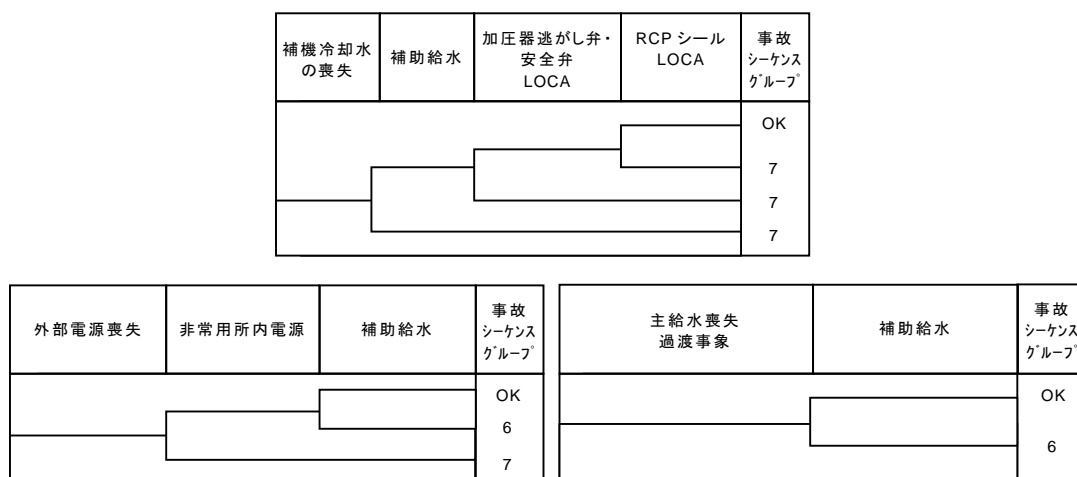 補機冷却水
の喪失
補助給水
加圧器逃がし弁・
安全弁
LOCA
RCP シール
LOCA
事故
ｼｰｹﾝｽ
ｸﾞﾙｰﾌﾟ
OK
7
7
7
外部電源喪失
非常用所内電源
補助給水
事故
ｼｰｹﾝｽ
ｸﾞﾙｰﾌﾟ
OK
6
7
主給水喪失
過渡事象
補助給水
事故
ｼｰｹﾝｽ
ｸﾞﾙｰﾌﾟ
OK
6